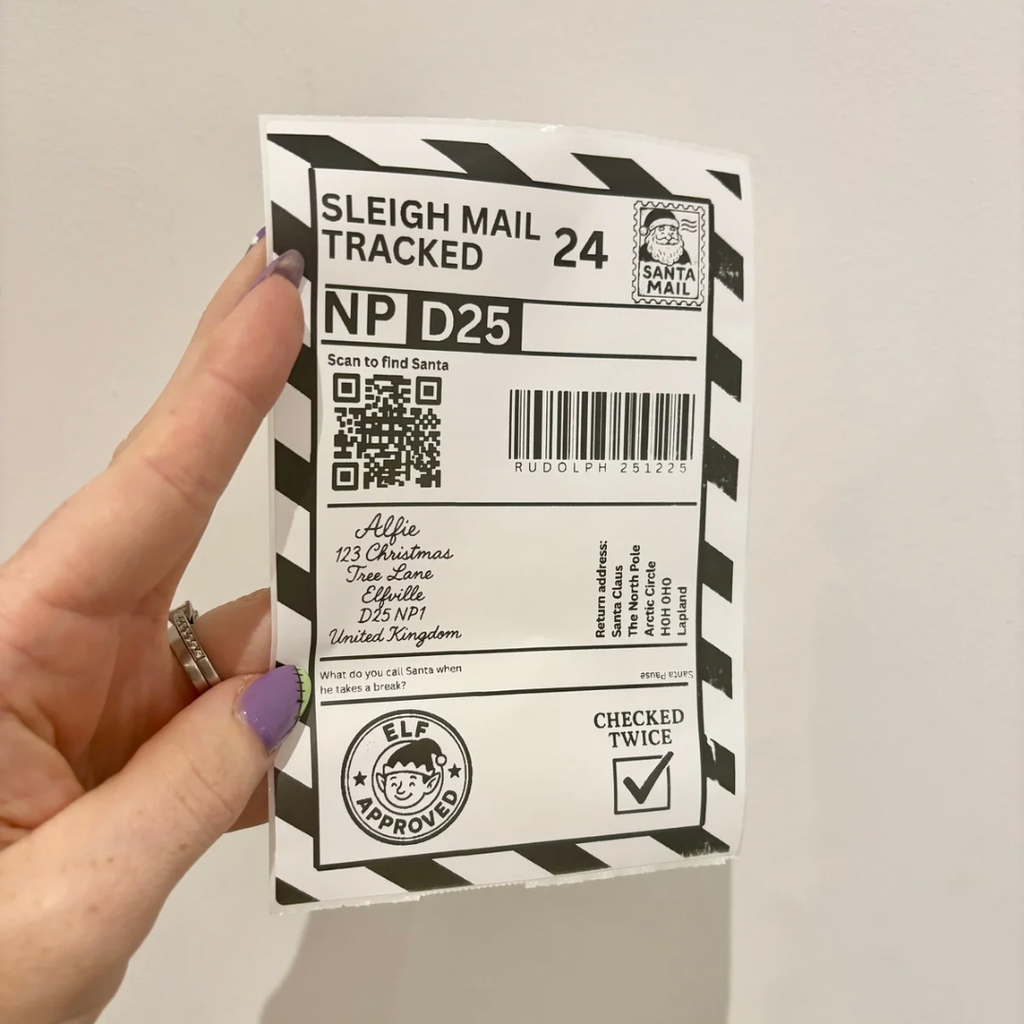 SLEIGH MAIL
TRACKED
24
SANTA
MAIL
NP D25
Scan to find Santa
RUDOLPH 251225
Alfie
123 Christmas
Tree Lane
Elfville
D25 NP1
United Kingdom
Return address:
Santa Claus
The North Pole
Arctic Circle
HOH OHO
Lapland
What do you call Santa when
he takes a break?
Santa Pause
ELF
APPROVED
CHECKED
TWICE